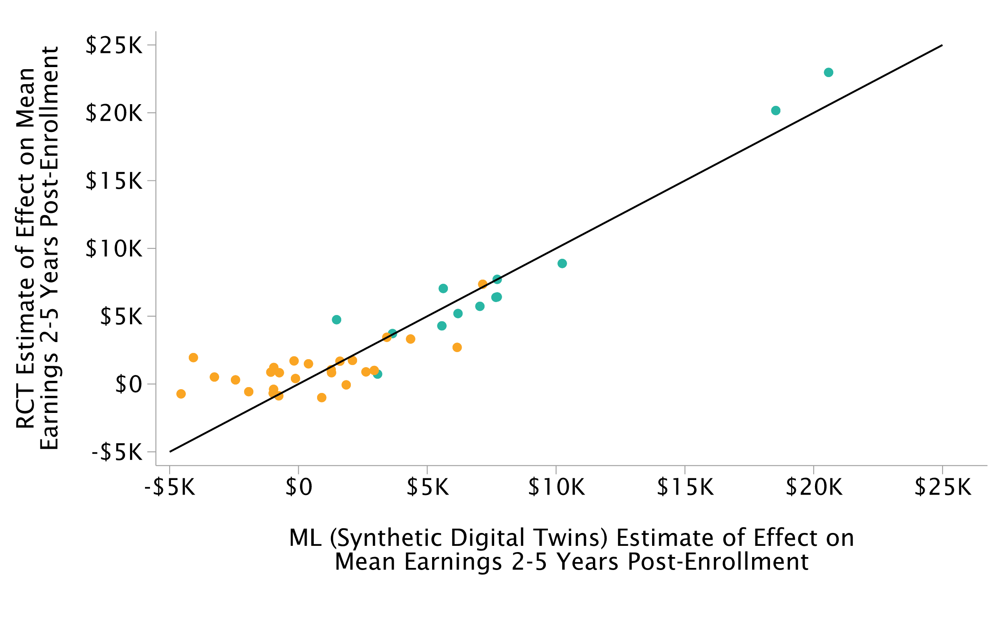 RCT Estimate of Effect on Mean
Earnings 2-5 Years Post-Enrollment
$25K
$20K
$15K
$10K
$5K
$0
-$5K
-$5K
$0
$5K
$10K
$15K
$20K
$25K
ML (Synthetic Digital Twins) Estimate of Effect on
Mean Earnings 2-5 Years Post-Enrollment